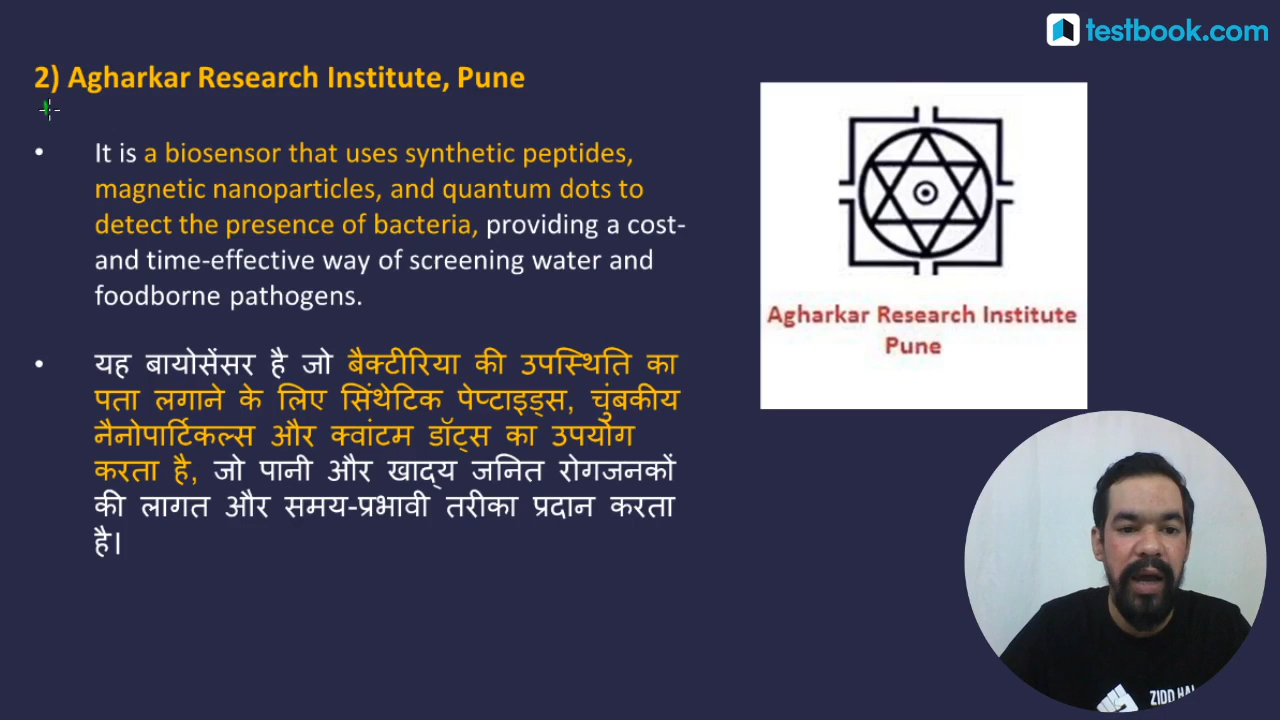 testbook.com
2) Agharkar Research Institute, Pune
• It is a biosensor that uses synthetic peptides,
magnetic nanoparticles, and quantum dots to
detect the presence of bacteria, providing a cost-
and time-effective way of screening water and
foodborne pathogens.
• यह बायोसेंसर है जो बैक्टीरिया की उपस्थिति का
पता लगाने के लिए सिंथेटिक पेप्टाइड्स, चुंबकीय
नैनोपार्टिकल्स और क्वांटम डॉट्स का उपयोग
करता है, जो पानी और खाद्य जनित रोगजनकों
की लागत और समय-प्रभावी तरीका प्रदान करता
है।
Agharkar Research Institute
Pune